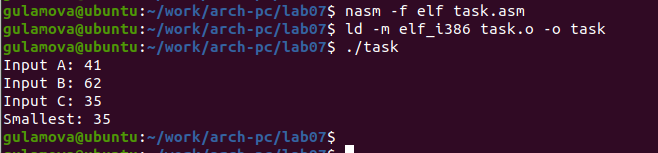 gulamova@ubuntu:~/work/arch-pc/lab07$ nasm -f elf task.asm
gulamova@ubuntu:~/work/arch-pc/lab07$ ld -m elf_i386 task.o -o task
gulamova@ubuntu:~/work/arch-pc/lab07$ ./task
Input A: 41
Input B: 62
Input C: 35
Smallest: 35
gulamova@ubuntu:~/work/arch-pc/lab07$
gulamova@ubuntu:~/work/arch-pc/lab07$